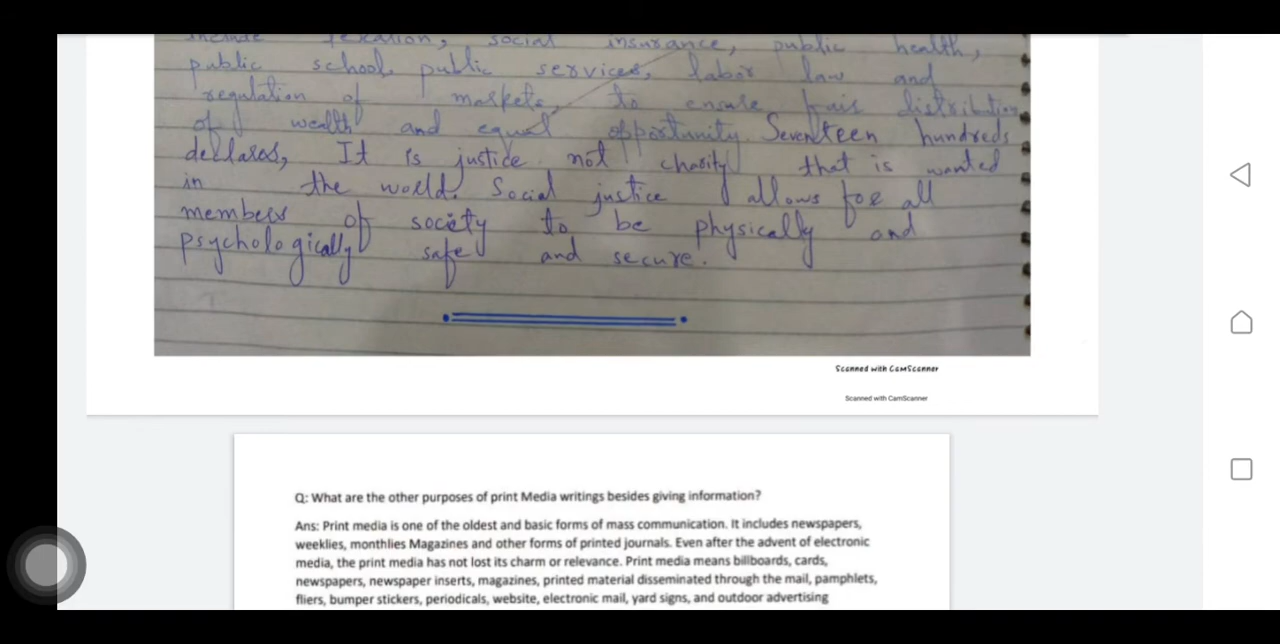 include taxation, social insurance, public health,
public school, public services, labor law and
regulation of markets, to ensure fair distribution
of wealth and equal opportunity. Seventeen hundreds
dellares, It is justice not charity that is wanted
in the world. Social justice allows for all
members of society to be physically and
psychologically safe and secure.
Scanned with CamScanner
Scanned with CamScanner
Q: What are the other purposes of print Media writings besides giving information?
Ans: Print media is one of the oldest and basic forms of mass communication. It includes newspapers,
weeklies, monthlies Magazines and other forms of printed journals. Even after the advent of electronic
media, the print media has not lost its charm or relevance. Print media means billboards, cards,
newspapers, newspaper inserts, magazines, printed material disseminated through the mail, pamphlets,
fliers, bumper stickers, periodicals, website, electronic mail, yard signs, and outdoor advertising